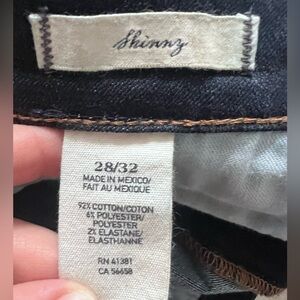 Skinny
28/32
MADE IN MEXICO/
FAIT AU MEXIQUE
92% COTTON/COTON
6% POLYESTER/
POLYESTER
2% ELASTANE/
ELASTHANNE
RN 41381
CA 56658